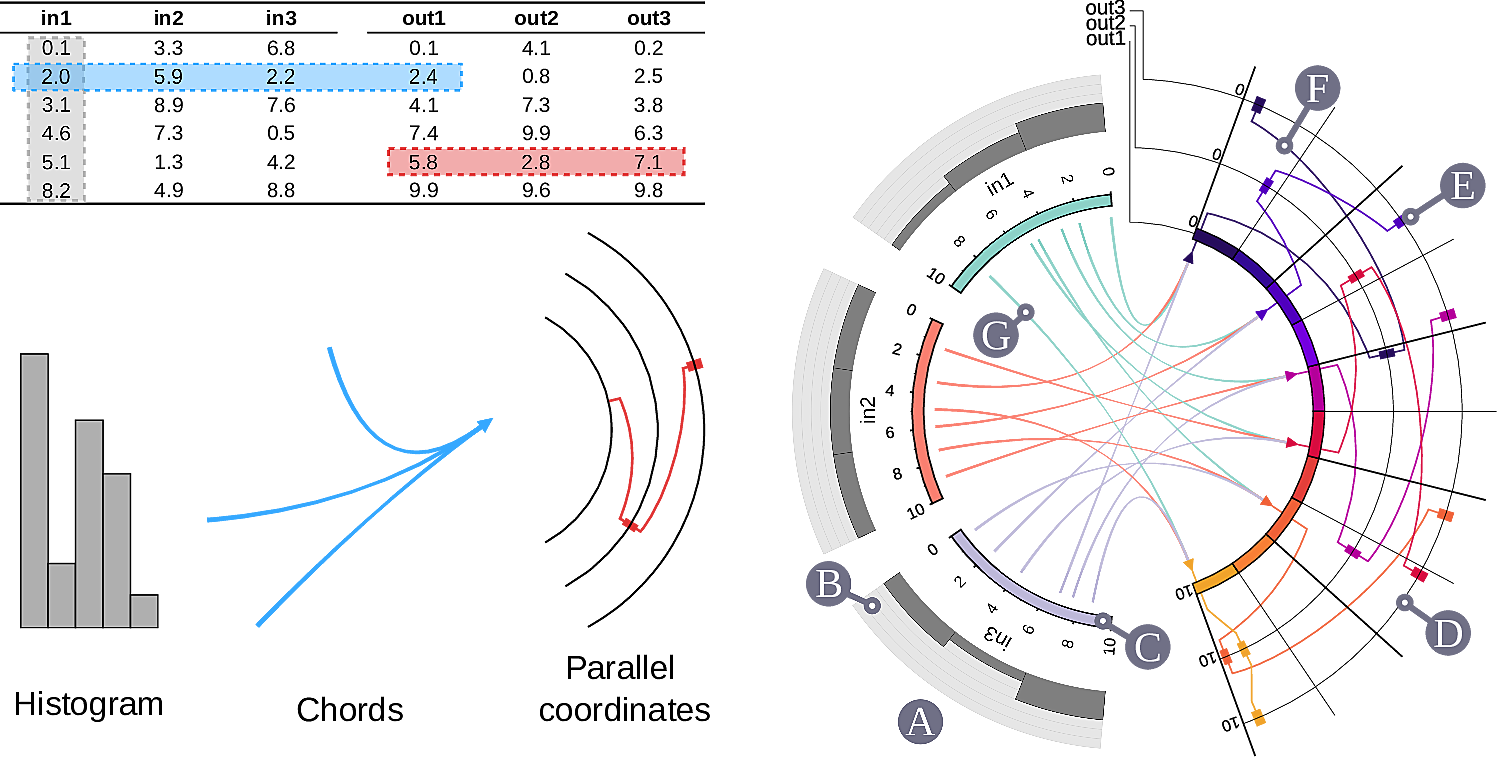 in1 in2 in3 out1 out2 out3
0.1 3.3 6.8 0.1 4.1 0.2
2.0 5.9 2.2 2.4 0.8 2.5
3.1 8.9 7.6 4.1 7.3 3.8
4.6 7.3 0.5 7.4 9.9 6.3
5.1 1.3 4.2 5.8 2.8 7.1
8.2 4.9 8.8 9.9 9.6 9.8
Histogram
Chords
Parallel
coordinates
out3
out2
out1
0
0
0
10
10
10
in1
0 2 4 6 8 10
in2
0
2
4
6
8
10
in3
0 2 4 6 8 10
A
B
C
D
E
F
G